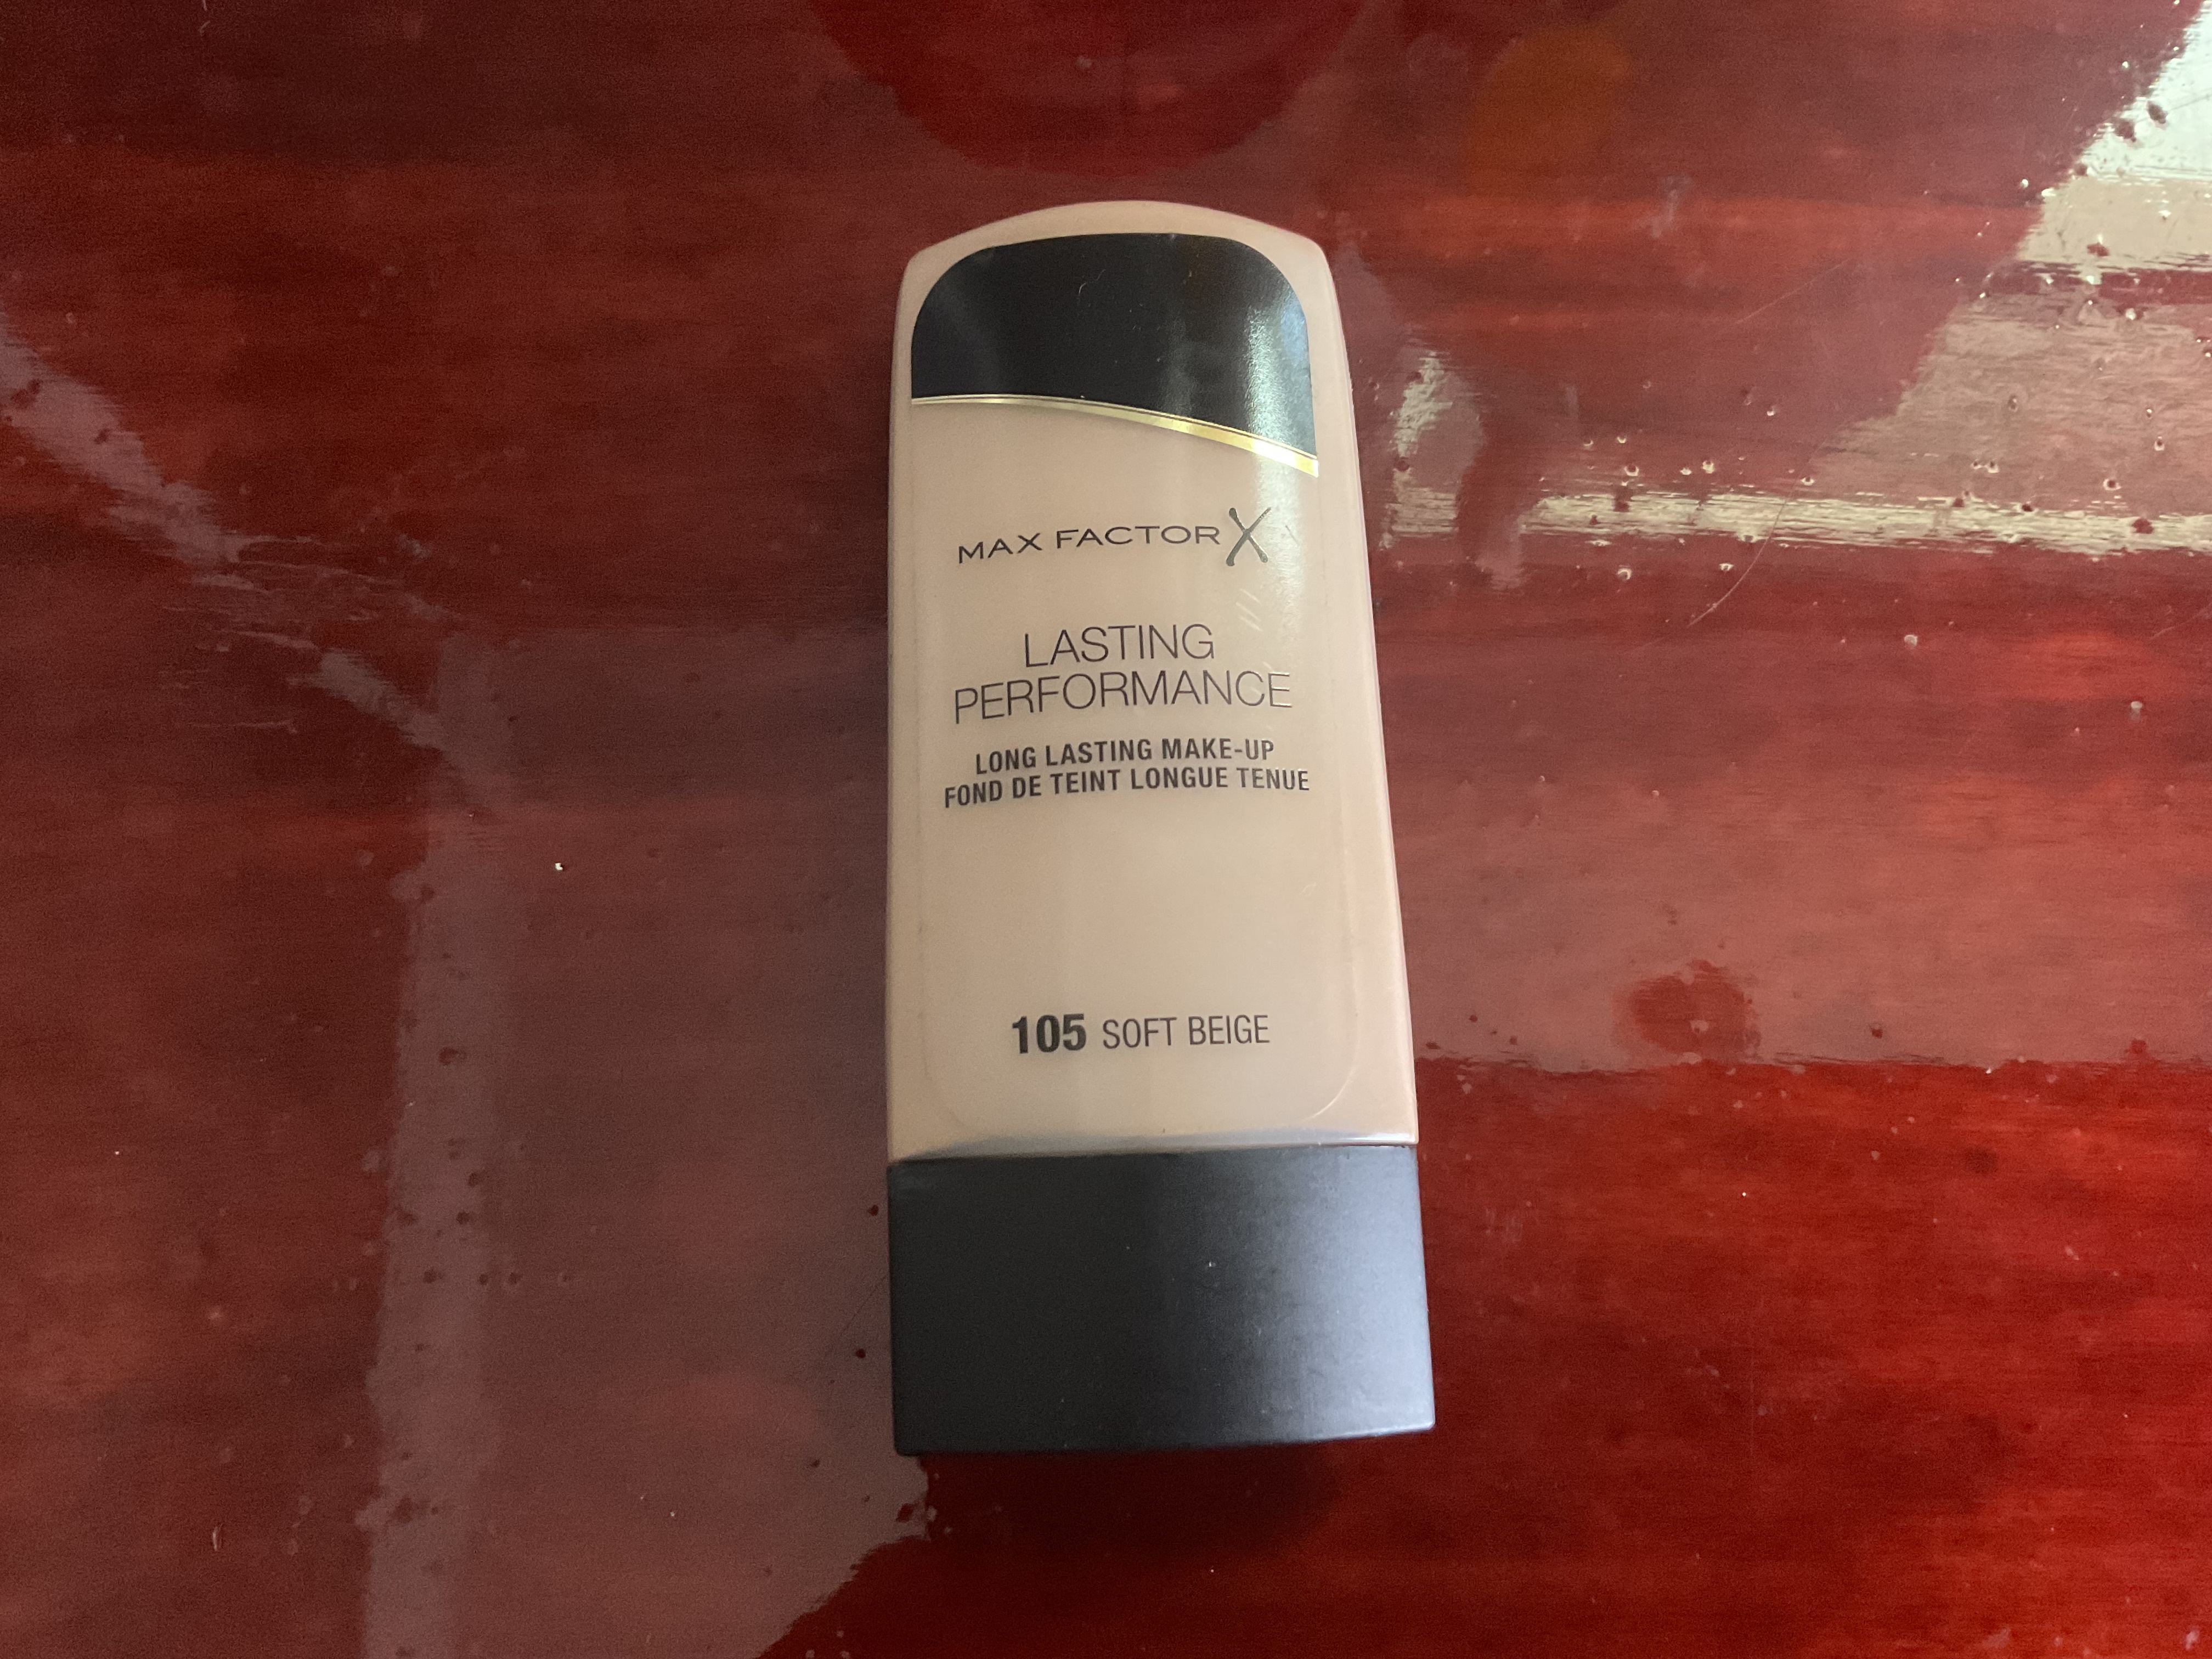 MAX FACTOR X
LASTING
PERFORMANCE
LONG LASTING MAKE-UP
FOND DE TEINT LONGUE TENUE
105 SOFT BEIGE